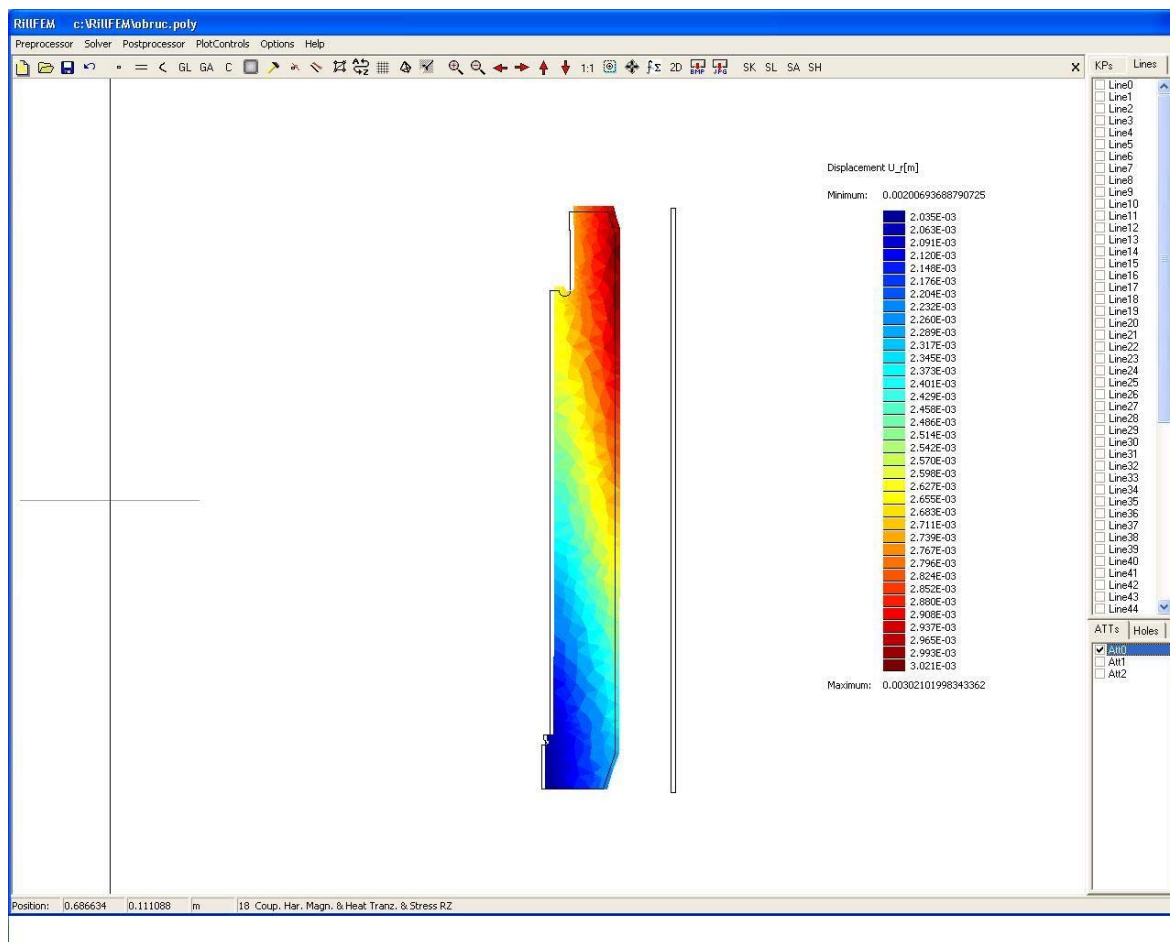 RillFEM c:\RillFEM\obruc.poly
Preprocessor Solver Postprocessor PlotControls Options Help
GL GA C 1:1 2D BMP JPG SK SL SA SH X
KPs Lines
Line0
Line1
Line2
Line3
Line4
Line5
Line6
Line7
Line8
Line9
Line10
Line11
Line12
Line13
Line14
Line15
Line16
Line17
Line18
Line19
Line20
Line21
Line22
Line23
Line24
Line25
Line26
Line27
Line28
Line29
Line30
Line31
Line32
Line33
Line34
Line35
Line36
Line37
Line38
Line39
Line40
Line41
Line42
Line43
Line44
Displacement U_r[m]
Minimum: 0.00200693688790725
2.035E-03
2.063E-03
2.091E-03
2.120E-03
2.148E-03
2.176E-03
2.204E-03
2.232E-03
2.260E-03
2.289E-03
2.317E-03
2.345E-03
2.373E-03
2.401E-03
2.429E-03
2.458E-03
2.486E-03
2.514E-03
2.542E-03
2.570E-03
2.598E-03
2.627E-03
2.655E-03
2.683E-03
2.711E-03
2.739E-03
2.767E-03
2.796E-03
2.824E-03
2.852E-03
2.880E-03
2.908E-03
2.937E-03
2.965E-03
2.993E-03
3.021E-03
Maximum: 0.00302101998343362
ATTs Holes
Att0
Att1
Att2
Position: 0.686634 0.111088 m 18 Coup. Har. Magn. & Heat Tranz. & Stress RZ